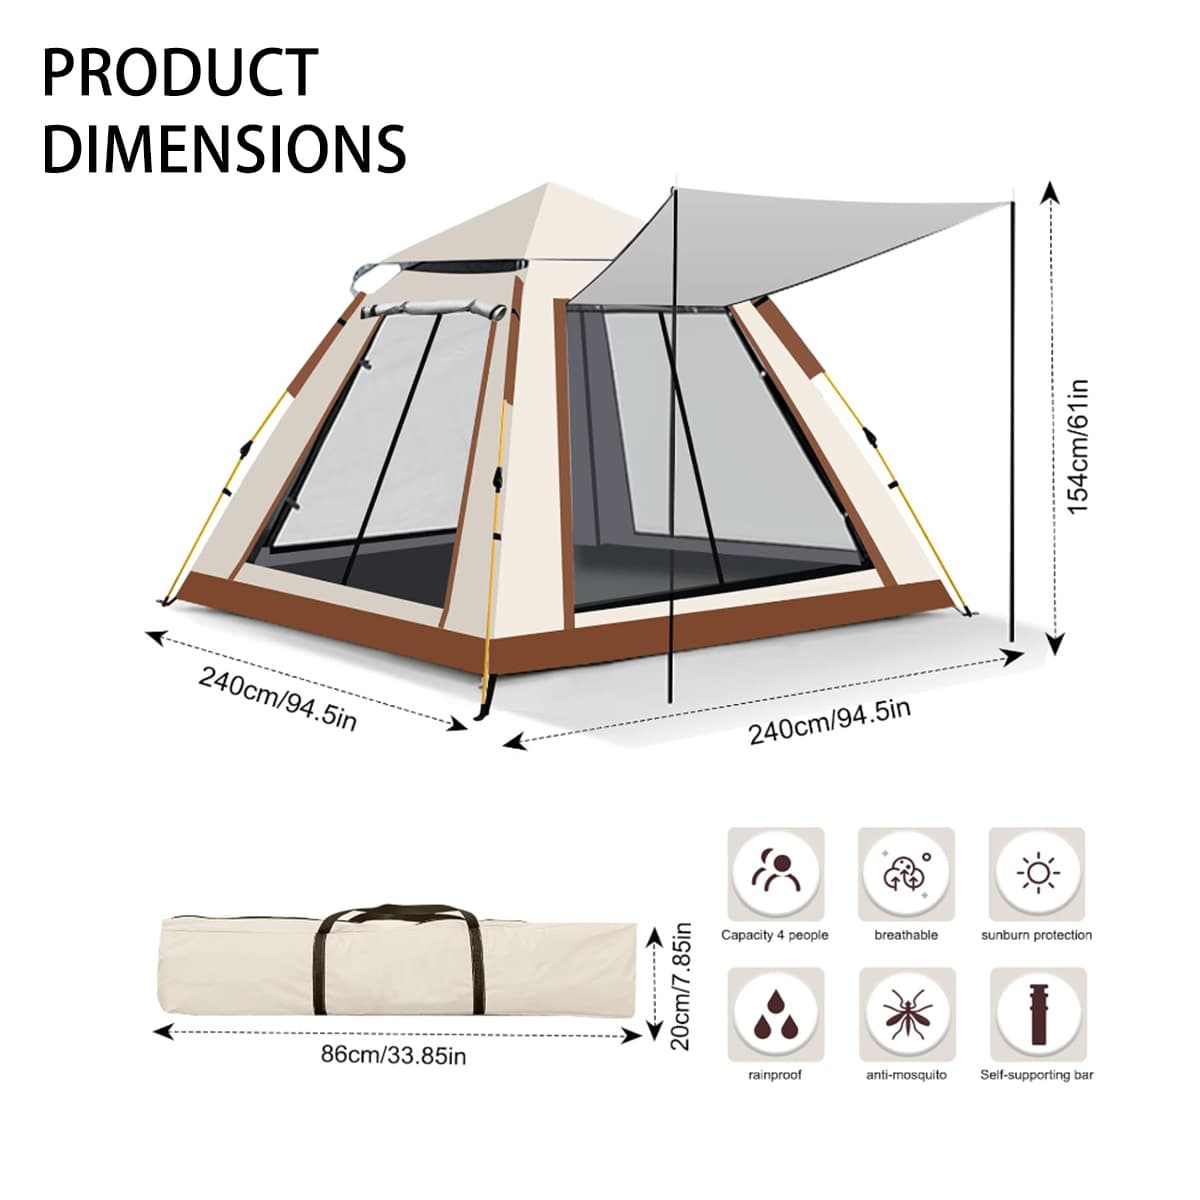 PRODUCT
DIMENSIONS
154cm/61in
240cm/94.5in
240cm/94.5in
20cm/7.85in
86cm/33.85in
Capacity 4 people
breathable
sunburn protection
rainproof
anti-mosquito
Self-supporting bar